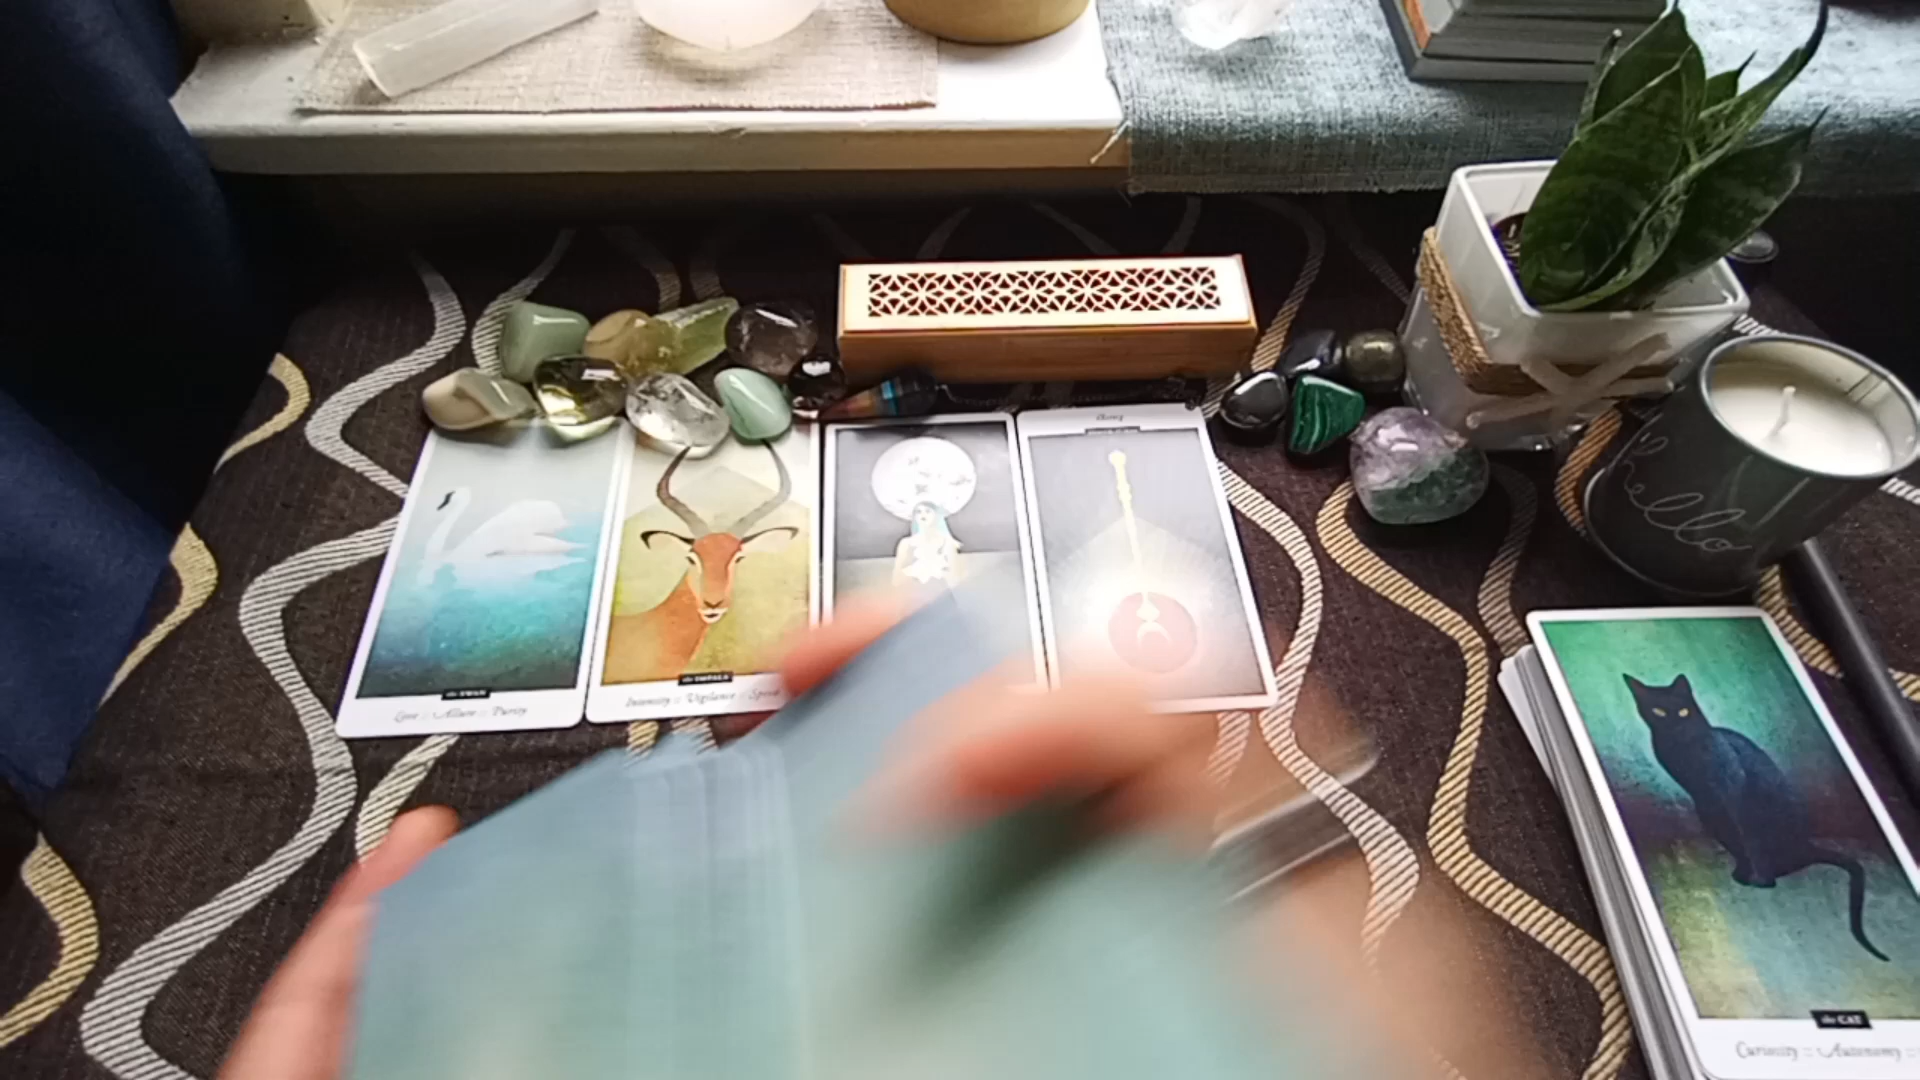 hello
the SWAN
Love :: Allure :: Purity
the IMPALA
Intensity :: Vigilance :: Speed
the CAT
Curiosity :: Autonomy ::